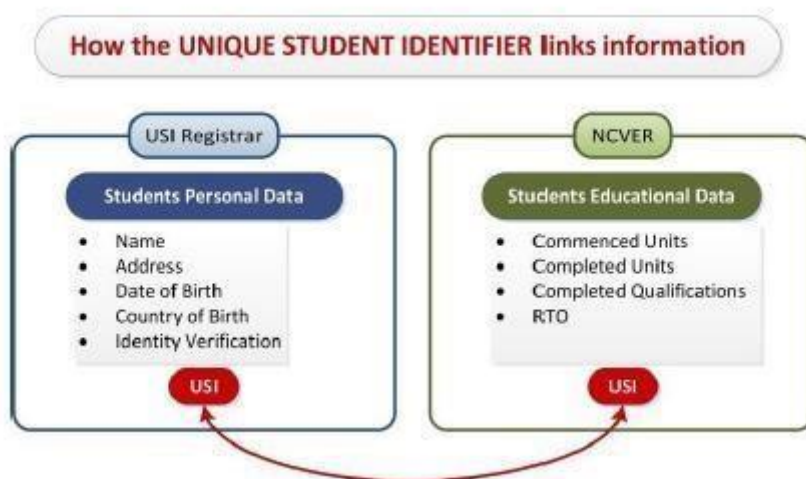 How the UNIQUE STUDENT IDENTIFIER links information
USI Registrar
Students Personal Data
• Name
• Address
• Date of Birth
• Country of Birth
• Identity Verification
USI
NCVER
Students Educational Data
• Commenced Units
• Completed Units
• Completed Qualifications
• RTO
USI